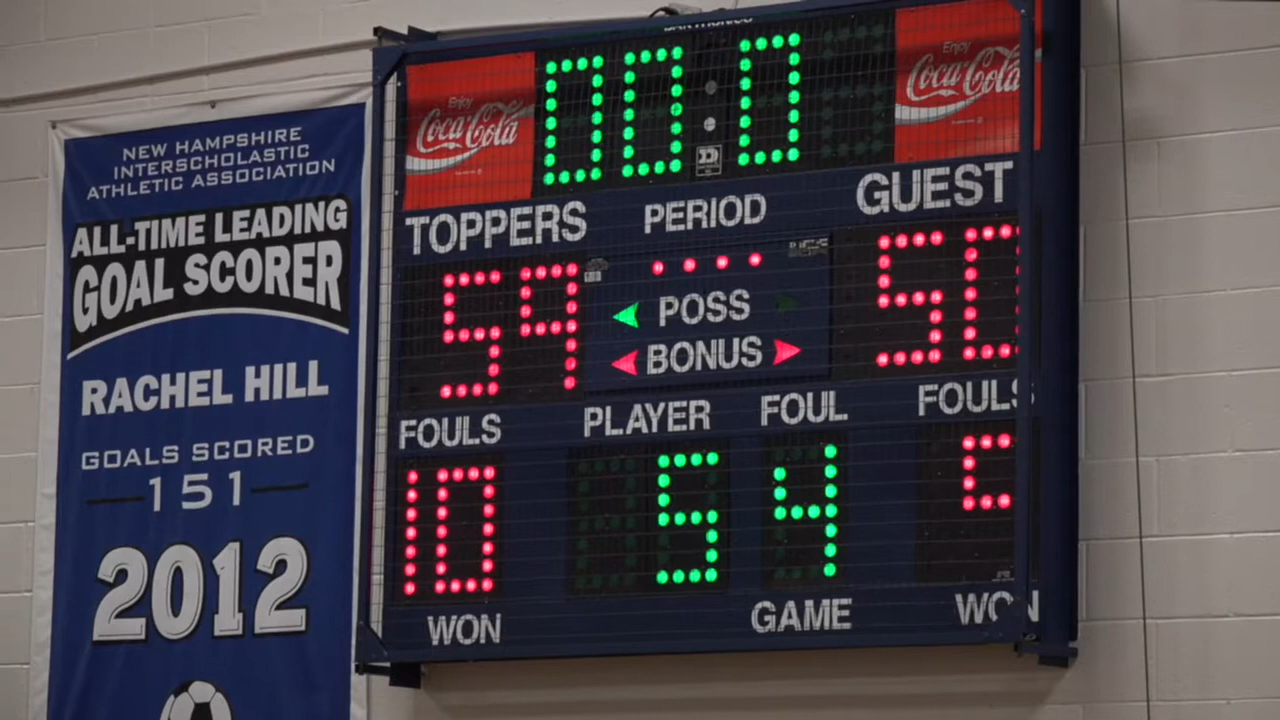 NEW HAMPSHIRE
INTERSCHOLASTIC
ATHLETIC ASSOCIATION
ALL-TIME LEADING
GOAL SCORER
RACHEL HILL
GOALS SCORED
151
2012
Enjoy
Coca-Cola
00:0
Enjoy
Coca-Cola
TOPPERS
PERIOD
GUEST
59
POSS
BONUS
50
FOULS
PLAYER
FOUL
FOULS
10
5
4
WON
GAME
WON